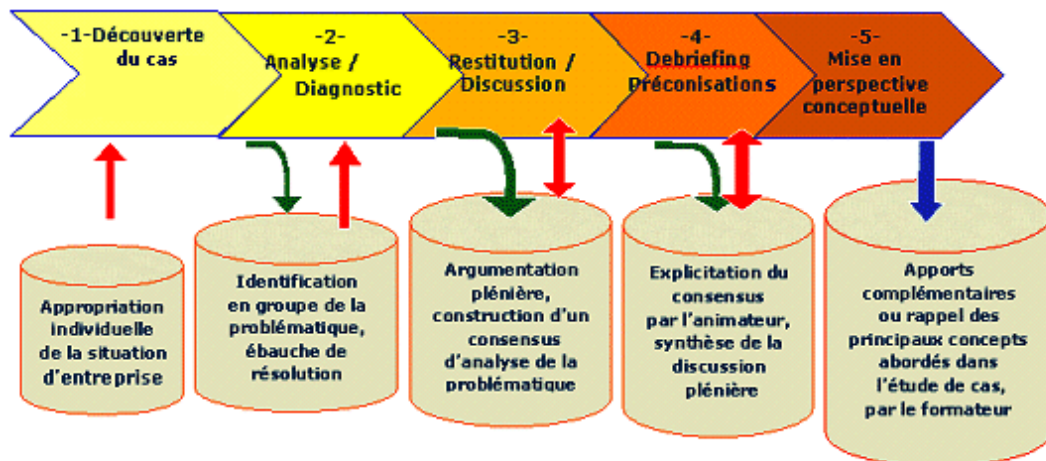 -1-Découverte
du cas
-2-
Analyse /
Diagnostic
-3-
Restitution /
Discussion
-4-
Debriefing
Préconisations
-5-
Mise en
perspective
conceptuelle
Appropriation
individuelle
de la situation
d'entreprise
Identification
en groupe de la
problématique,
ébauche de
résolution
Argumentation
plénière,
construction d'un
consensus
d'analyse de la
problématique
Explicitation du
consensus
par l'animateur,
synthèse de la
discussion
plénière
Apports
complémentaires
ou rappel des
principaux concepts
abordés dans
l'étude de cas,
par le formateur